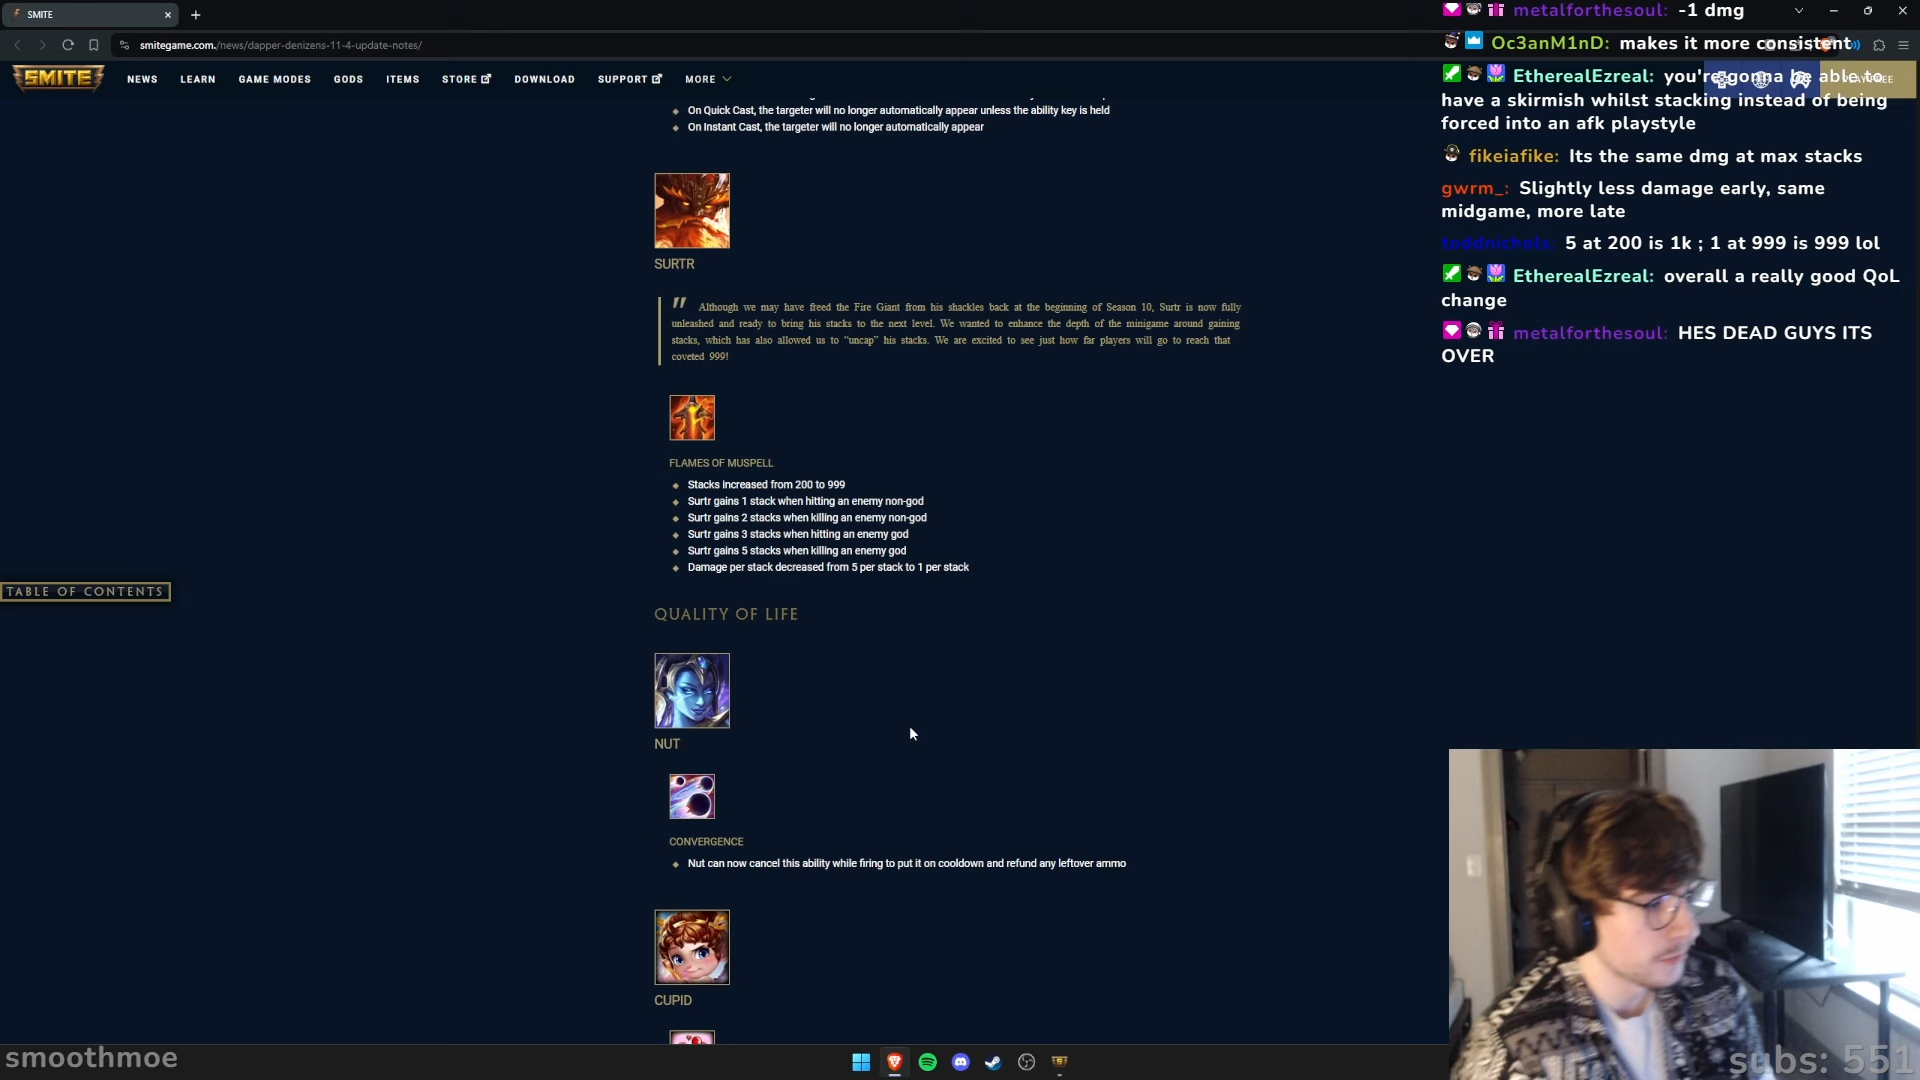 SMITE
smitegame.com/news/dapper-denizens-11-4-update-notes/
SMITE
NEWS LEARN GAME MODES GODS ITEMS STORE DOWNLOAD SUPPORT MORE
On Quick Cast, the targeter will no longer automatically appear unless the ability key is held
On Instant Cast, the targeter will no longer automatically appear
SURTR
" Although we may have freed the Fire Giant from his shackles back at the beginning of Season 10, Surtr is now fully
unleashed and ready to bring his stacks to the next level. We wanted to enhance the depth of the minigame around gaining
stacks, which has also allowed us to "uncap" his stacks. We are excited to see just how far players will go to reach that
coveted 999!
FLAMES OF MUSPELL
Stacks increased from 200 to 999
Surtr gains 1 stack when hitting an enemy non-god
Surtr gains 2 stacks when killing an enemy non-god
Surtr gains 3 stacks when hitting an enemy god
Surtr gains 5 stacks when killing an enemy god
Damage per stack decreased from 5 per stack to 1 per stack
TABLE OF CONTENTS
QUALITY OF LIFE
NUT
CONVERGENCE
Nut can now cancel this ability while firing to put it on cooldown and refund any leftover ammo
CUPID
metalforthesoul: -1 dmg
Oc3anM1nD: makes it more consistent
EtherealEzreal: you're gonna be able to
have a skirmish whilst stacking instead of being
forced into an afk playstyle
fikeiafike: Its the same dmg at max stacks
gwrm_: Slightly less damage early, same
midgame, more late
toddnichols: 5 at 200 is 1k ; 1 at 999 is 999 lol
EtherealEzreal: overall a really good QoL
change
metalforthesoul: HES DEAD GUYS ITS
OVER
smoothmoe
subs: 551